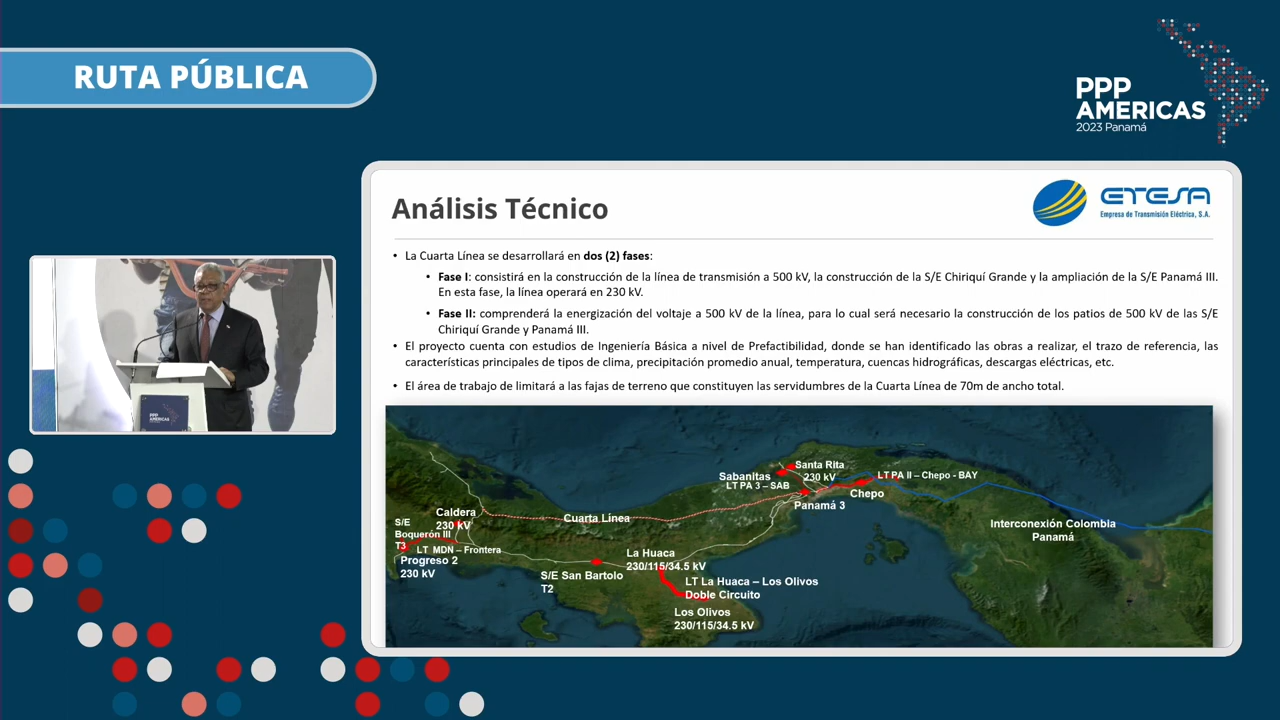 RUTA PÚBLICA
PPP
AMERICAS
2023 Panamá
Análisis Técnico
ETESA
Empresa de Transmisión Eléctrica, S.A.
• La Cuarta Línea se desarrollará en dos (2) fases:
• Fase I: consistirá en la construcción de la línea de transmisión a 500 kV, la construcción de la S/E Chiriquí Grande y la ampliación de la S/E Panamá III.
En esta fase, la línea operará en 230 kV.
• Fase II: comprenderá la energización del voltaje a 500 kV de la línea, para lo cual será necesario la construcción de los patios de 500 kV de las S/E
Chiriquí Grande y Panamá III.
• El proyecto cuenta con estudios de Ingeniería Básica a nivel de Prefactibilidad, donde se han identificado las obras a realizar, el trazo de referencia, las
características principales de tipos de clima, precipitación promedio anual, temperatura, cuencas hidrográficas, descargas eléctricas, etc.
• El área de trabajo de limitará a las fajas de terreno que constituyen las servidumbres de la Cuarta Línea de 70m de ancho total.
Santa Rita
230 kV
Sabanitas
LT PA 3 – SAB
LT PA II – Chepo - BAY
Chepo
Panamá 3
Caldera
230 kV
Cuarta Línea
S/E
Boquerón III
T3
LT MDN – Frontera
Progreso 2
230 kV
Interconexión Colombia
Panamá
La Huaca
230/115/34.5 kV
S/E San Bartolo
T2
LT La Huaca – Los Olivos
Doble Circuito
Los Olivos
230/115/34.5 kV
PPP
AMERICAS